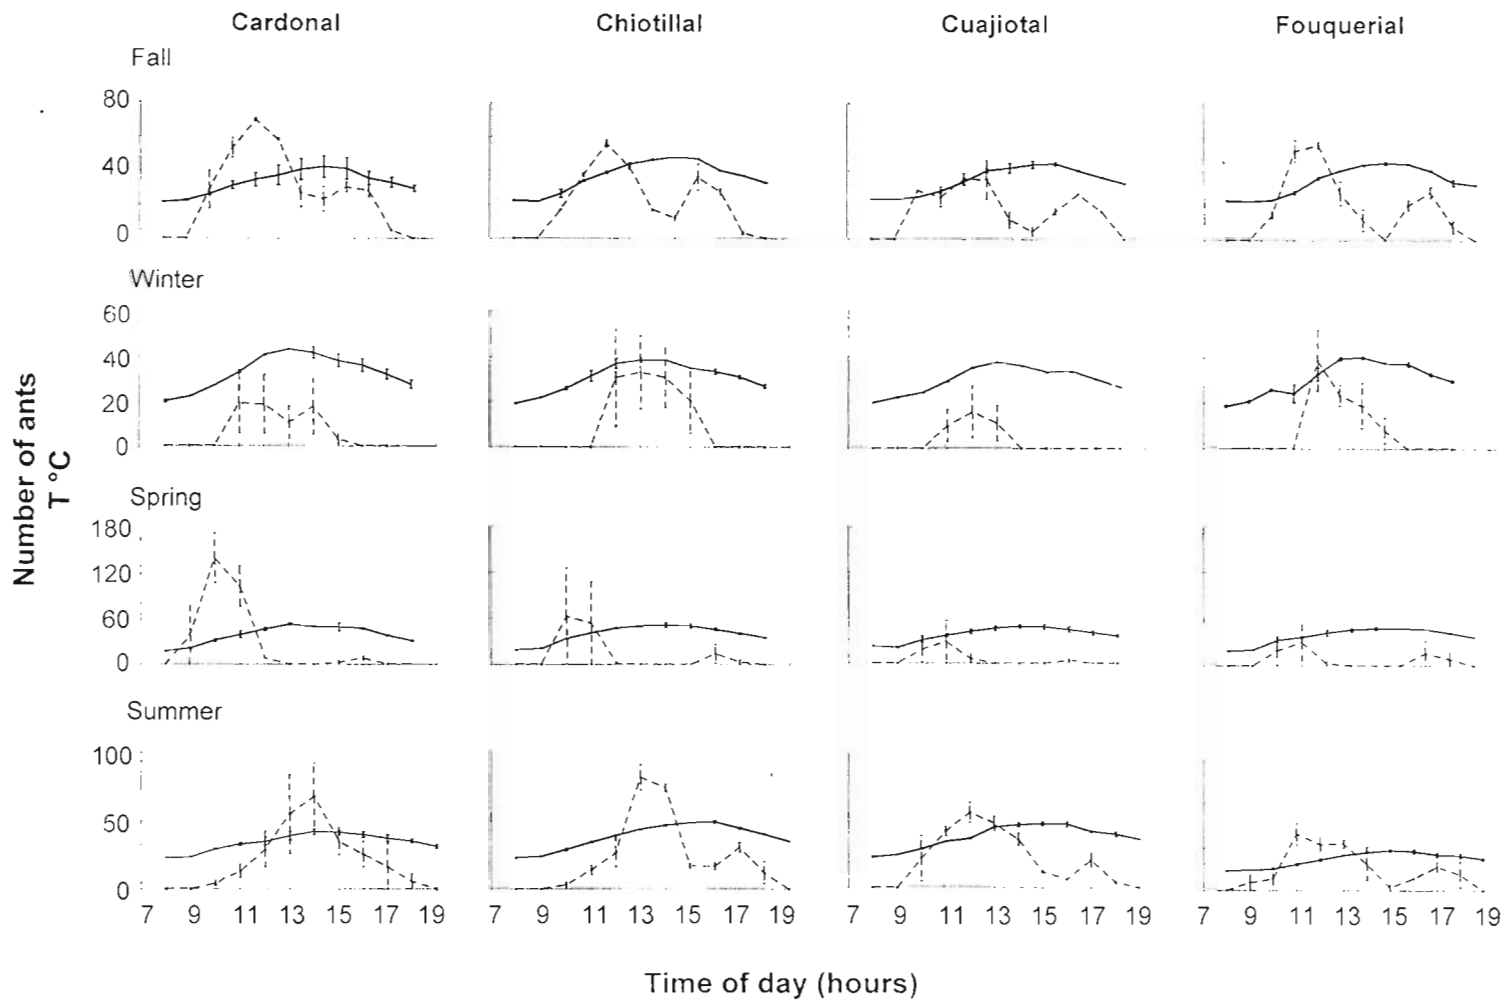 Cardonal Chiotillal Cuajiotal Fouquerial
Fall
80
40
0
Winter
60
40
20
0
Spring
180
120
60
0
Summer
100
50
0
7 9 11 13 15 17 19 7 9 11 13 15 17 19 7 9 11 13 15 17 19 7 9 11 13 15 17 19
Number of ants
T °C
Time of day (hours)